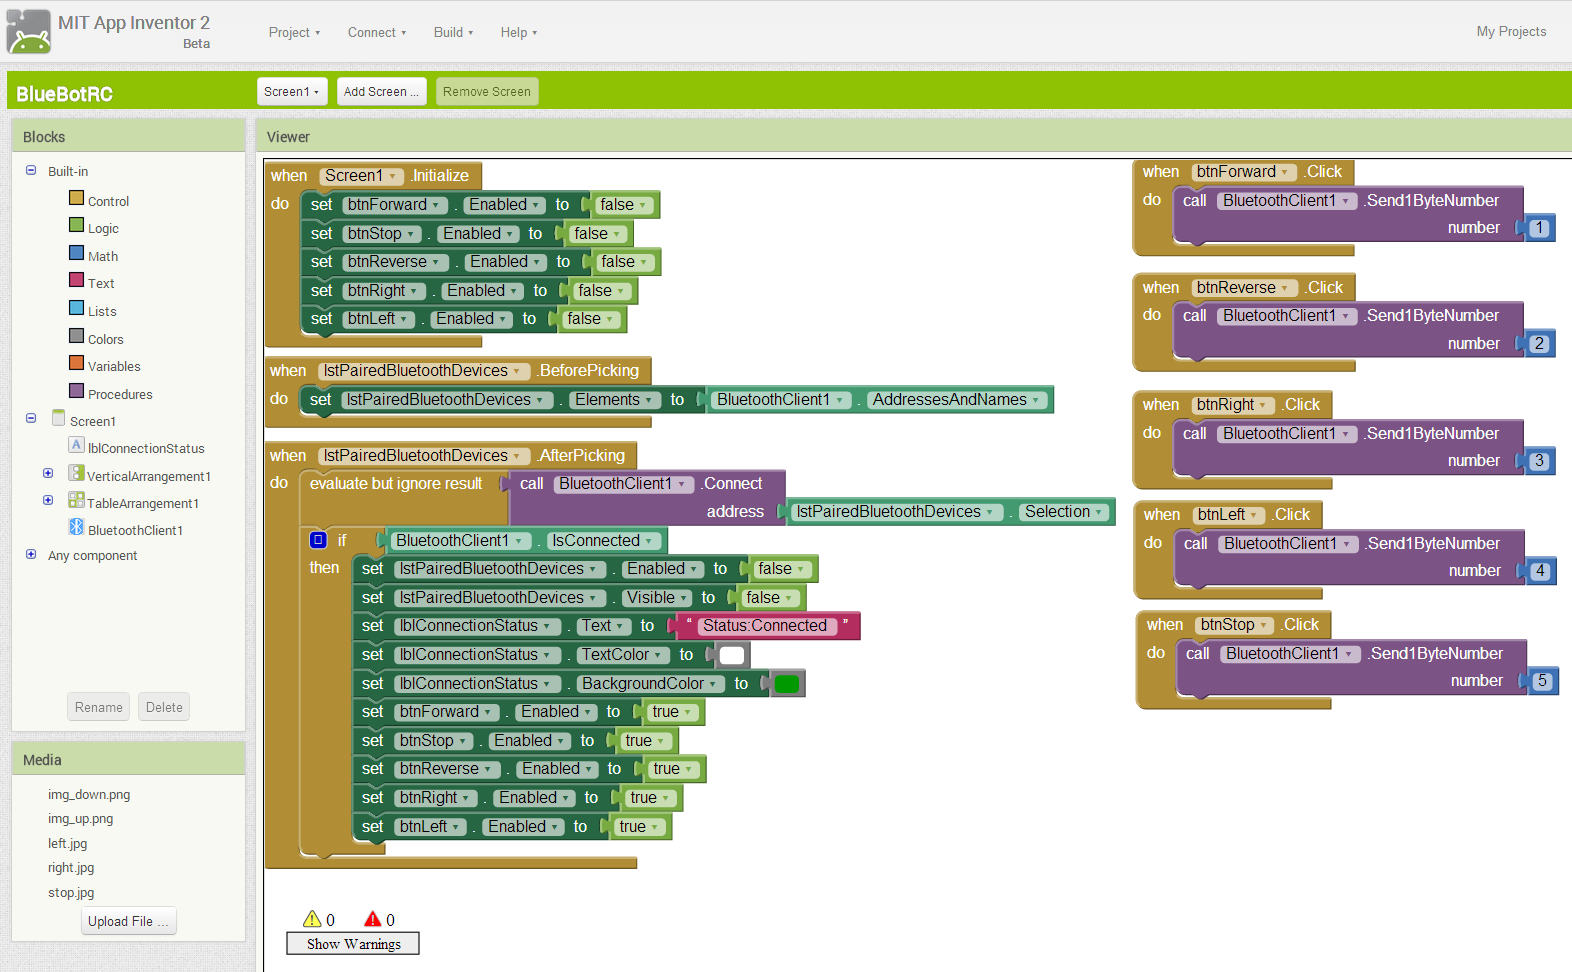 MIT App Inventor 2
Beta
Project Connect Build Help My Projects
BlueBotRC Screen1 Add Screen ... Remove Screen
Blocks
Built-in
Control
Logic
Math
Text
Lists
Colors
Variables
Procedures
Screen1
A lblConnectionStatus
VerticalArrangement1
TableArrangement1
BluetoothClient1
Any component
Rename Delete
Media
img_down.png
img_up.png
left.jpg
right.jpg
stop.jpg
Upload File ...
Viewer
when Screen1 .Initialize
do set btnForward . Enabled to false
set btnStop . Enabled to false
set btnReverse . Enabled to false
set btnRight . Enabled to false
set btnLeft . Enabled to false
when lstPairedBluetoothDevices .BeforePicking
do set lstPairedBluetoothDevices . Elements to BluetoothClient1 . AddressesAndNames
when lstPairedBluetoothDevices .AfterPicking
do evaluate but ignore result call BluetoothClient1 .Connect
address lstPairedBluetoothDevices . Selection
if BluetoothClient1 . IsConnected
then set lstPairedBluetoothDevices . Enabled to false
set lstPairedBluetoothDevices . Visible to false
set lblConnectionStatus . Text to “ Status:Connected ”
set lblConnectionStatus . TextColor to
set lblConnectionStatus . BackgroundColor to
set btnForward . Enabled to true
set btnStop . Enabled to true
set btnReverse . Enabled to true
set btnRight . Enabled to true
set btnLeft . Enabled to true
0 0
Show Warnings
when btnForward .Click
do call BluetoothClient1 .Send1ByteNumber
number 1
when btnReverse .Click
do call BluetoothClient1 .Send1ByteNumber
number 2
when btnRight .Click
do call BluetoothClient1 .Send1ByteNumber
number 3
when btnLeft .Click
do call BluetoothClient1 .Send1ByteNumber
number 4
when btnStop .Click
do call BluetoothClient1 .Send1ByteNumber
number 5